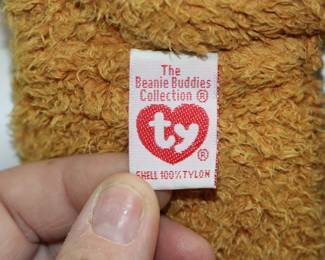 The
Beanie Buddies
Collection ®
ty ®
SHELL 100% TYLON